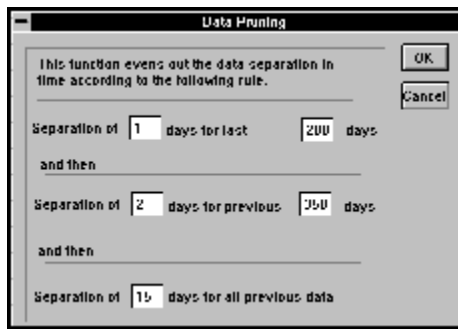 Data Pruning
This function evens out the data separation in
time according to the following rule.
OK
Cancel
Separation of 1 days for last 200 days
and then
Separation of 2 days for previous 350 days
and then
Separation of 15 days for all previous data